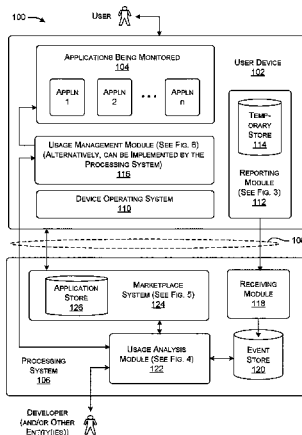 100
USER
APPLICATIONS BEING MONITORED
104
APPLN
1
APPLN
2
APPLN
n
USER DEVICE
102
TEMP-
ORARY
STORE
114
USAGE MANAGEMENT MODULE (SEE FIG. 6)
(ALTERNATIVELY, CAN BE IMPLEMENTED BY THE
PROCESSING SYSTEM)
116
REPORTING
MODULE
(SEE FIG. 3)
112
DEVICE OPERATING SYSTEM
110
108
APPLICATION
STORE
126
MARKETPLACE
SYSTEM (SEE FIG. 5)
124
RECEIVING
MODULE
118
USAGE ANALYSIS
MODULE (SEE FIG. 4)
122
EVENT
STORE
120
PROCESSING
SYSTEM
106
DEVELOPER
(AND/OR OTHER
ENTITY(IES))